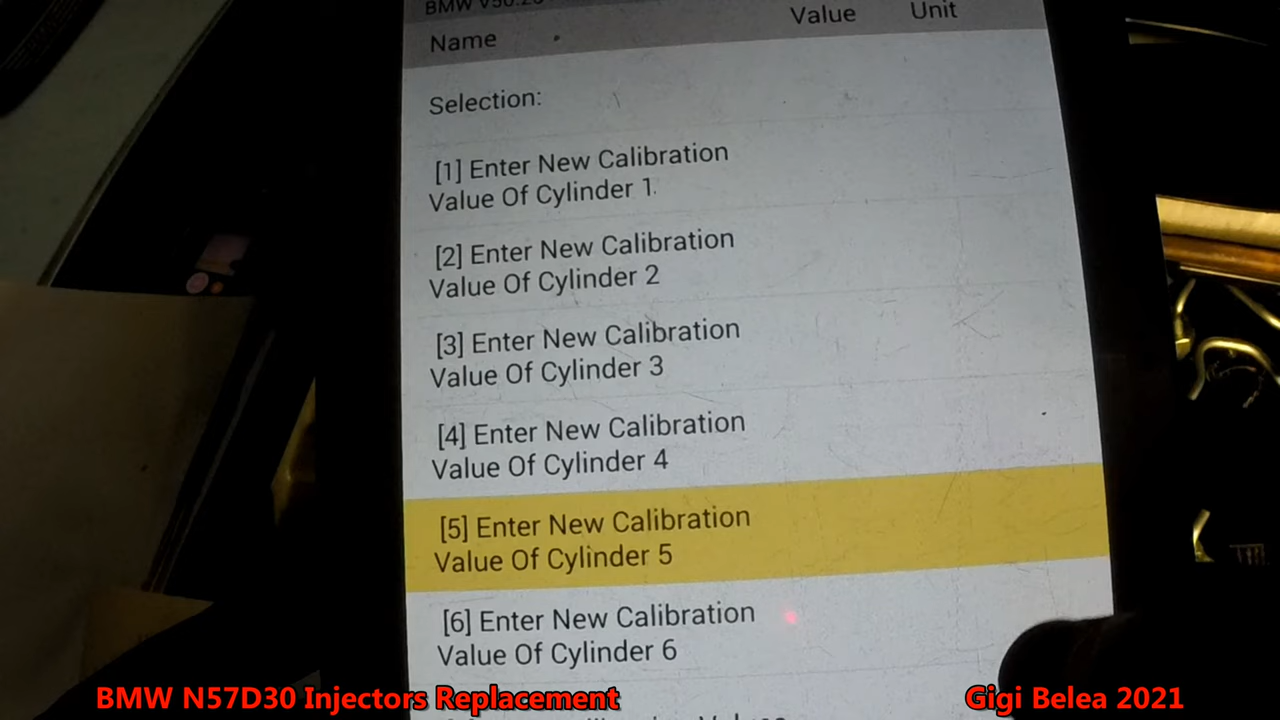 BMW
Name Value Unit
Selection:
[1] Enter New Calibration
Value Of Cylinder 1
[2] Enter New Calibration
Value Of Cylinder 2
[3] Enter New Calibration
Value Of Cylinder 3
[4] Enter New Calibration
Value Of Cylinder 4
[5] Enter New Calibration
Value Of Cylinder 5
[6] Enter New Calibration
Value Of Cylinder 6
BMW N57D30 Injectors Replacement
Gigi Belea 2021